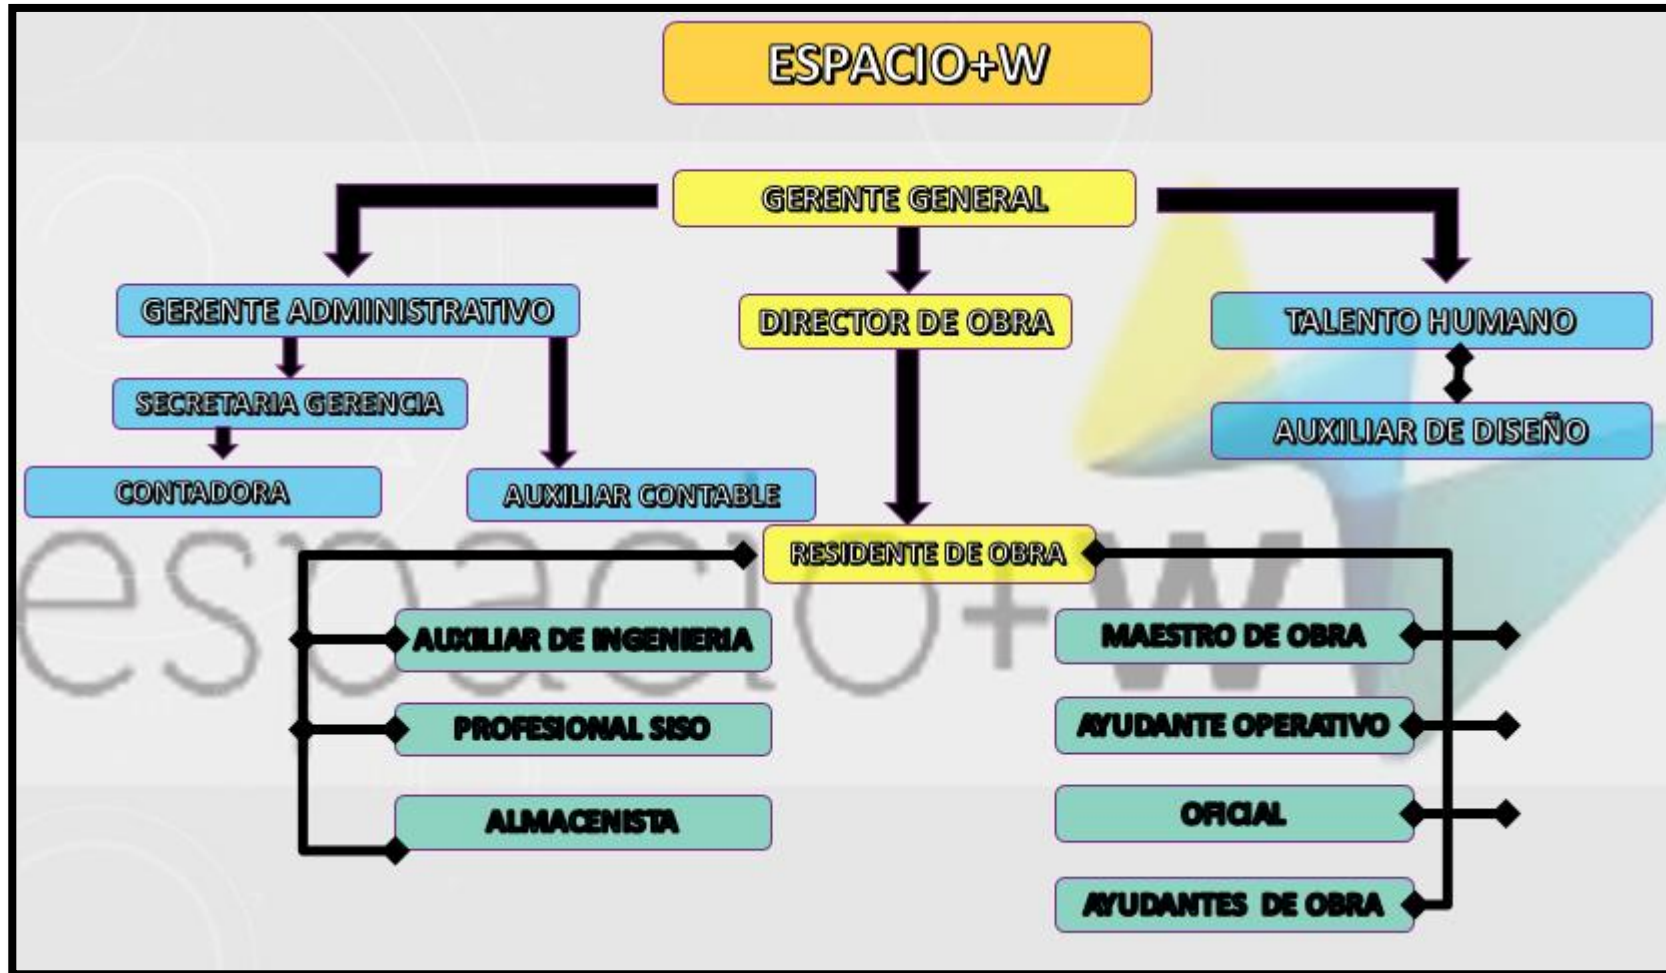 ESPACIO+W
GERENTE GENERAL
GERENTE ADMINISTRATIVO
DIRECTOR DE OBRA
TALENTO HUMANO
SECRETARIA GERENCIA
AUXILIAR DE DISEÑO
CONTADORA
AUXILIAR CONTABLE
RESIDENTE DE OBRA
espacio+w
AUXILIAR DE INGENIERIA
MAESTRO DE OBRA
PROFESIONAL SISO
AYUDANTE OPERATIVO
ALMACENISTA
OFICIAL
AYUDANTES DE OBRA